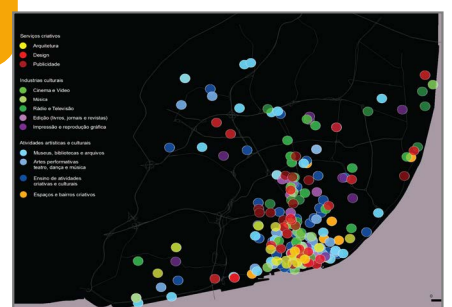 Serviços criativos
Arquitetura
Design
Publicidade
Industrias culturais
Cinema e Vídeo
Música
Rádio e Televisão
Edição (livros, jornais e revistas)
Impressão e reprodução gráfica
Atividades artísticas e culturais
Museus, bibliotecas e arquivos
Artes performativas
teatro, dança e música
Ensino de atividades
criativas e culturais
Espaços e bairros criativos